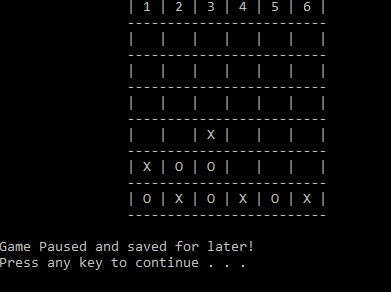 | 1 | 2 | 3 | 4 | 5 | 6 |
-------------------------
|   |   |   |   |   |   |
-------------------------
|   |   |   |   |   |   |
-------------------------
|   |   |   |   |   |   |
-------------------------
|   |   | X |   |   |   |
-------------------------
| X | O | O |   |   |   |
-------------------------
| O | X | O | X | O | X |
-------------------------
Game Paused and saved for later!
Press any key to continue . . .